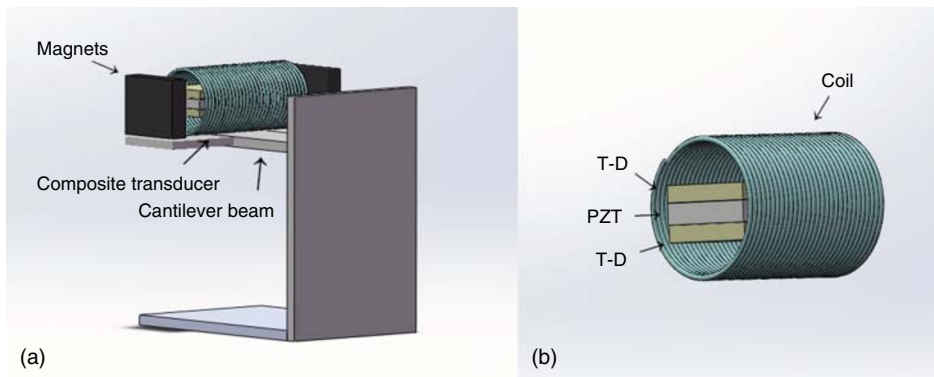 Magnets
Composite transducer
Cantilever beam
(a)
Coil
T-D
PZT
T-D
(b)